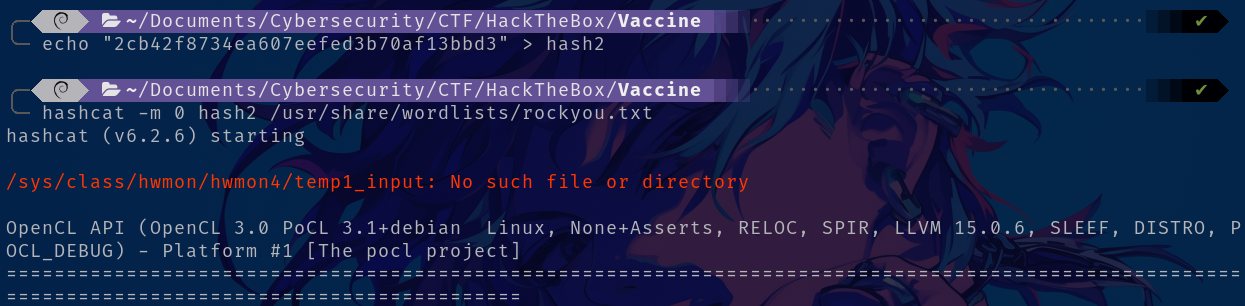 ~/Documents/Cybersecurity/CTF/HackTheBox/Vaccine ✔
echo "2cb42f8734ea607eefed3b70af13bbd3" > hash2
~/Documents/Cybersecurity/CTF/HackTheBox/Vaccine ✔
hashcat -m 0 hash2 /usr/share/wordlists/rockyou.txt
hashcat (v6.2.6) starting
/sys/class/hwmon/hwmon4/temp1_input: No such file or directory
OpenCL API (OpenCL 3.0 PoCL 3.1+debian  Linux, None+Asserts, RELOC, SPIR, LLVM 15.0.6, SLEEF, DISTRO, P
OCL_DEBUG) - Platform #1 [The pocl project]
=======================================================================================================
===========================================